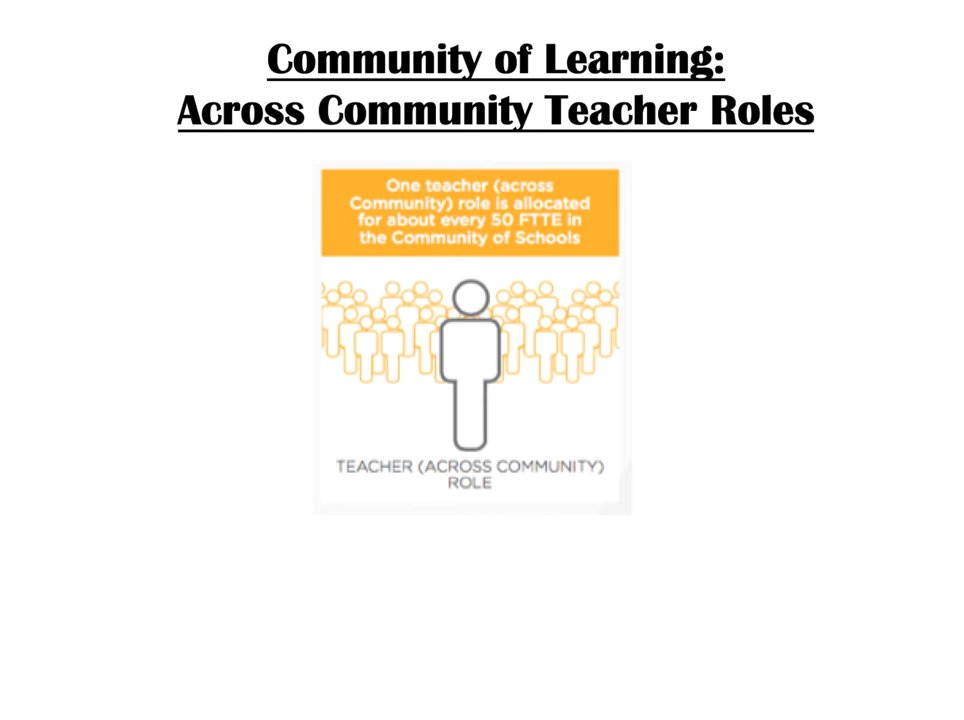 Community of Learning:
Across Community Teacher Roles
One teacher (across
Community) role is allocated
for about every 50 FTTE in
the Community of Schools
TEACHER (ACROSS COMMUNITY)
ROLE